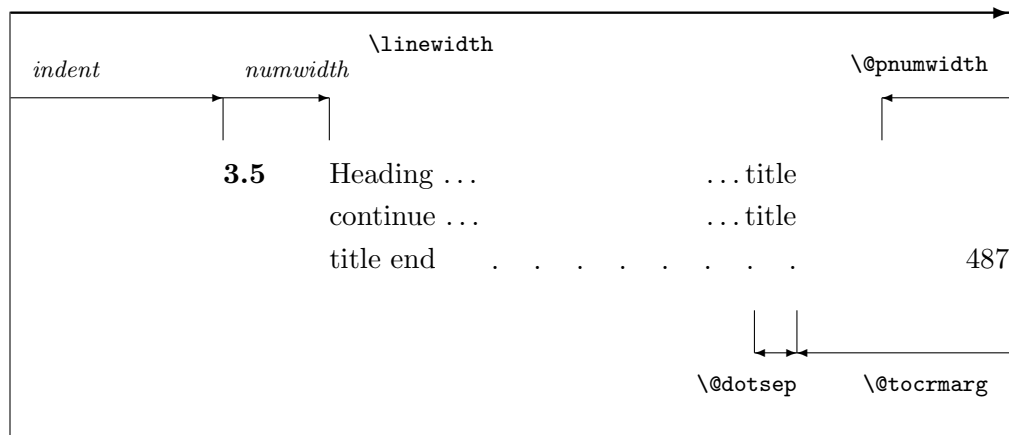 \linewidth
indent numwidth \@pnumwidth
3.5 Heading ... ...title
continue ... ...title
title end . . . . . . . . 487
\@dotsep \@tocrmarg